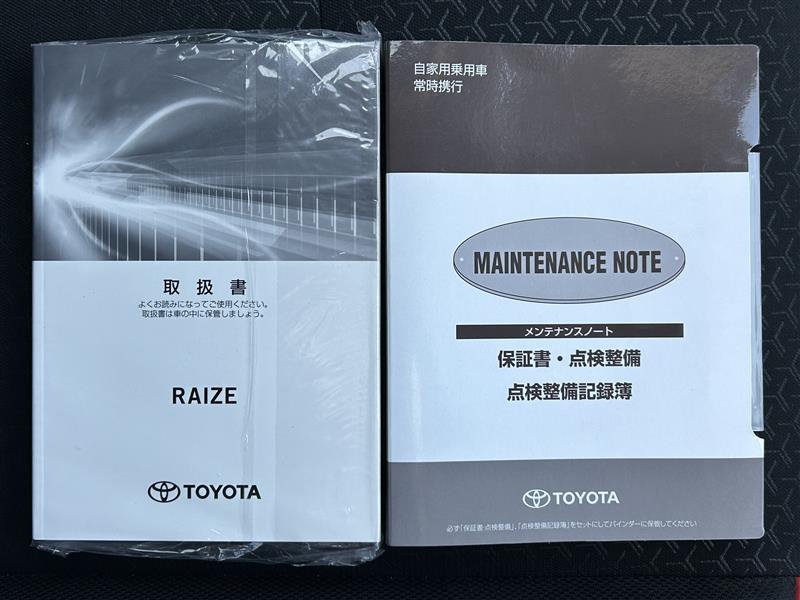 取扱書
よくお読みになってご使用ください。
取扱書は車の中に保管しましょう。
RAIZE
TOYOTA
自家用乗用車
常時携行
MAINTENANCE NOTE
メンテナンスノート
保証書・点検整備
点検整備記録簿
TOYOTA
必ず「保証書・点検整備」、「点検整備記録簿」をセットにしてバインダーに保管してください